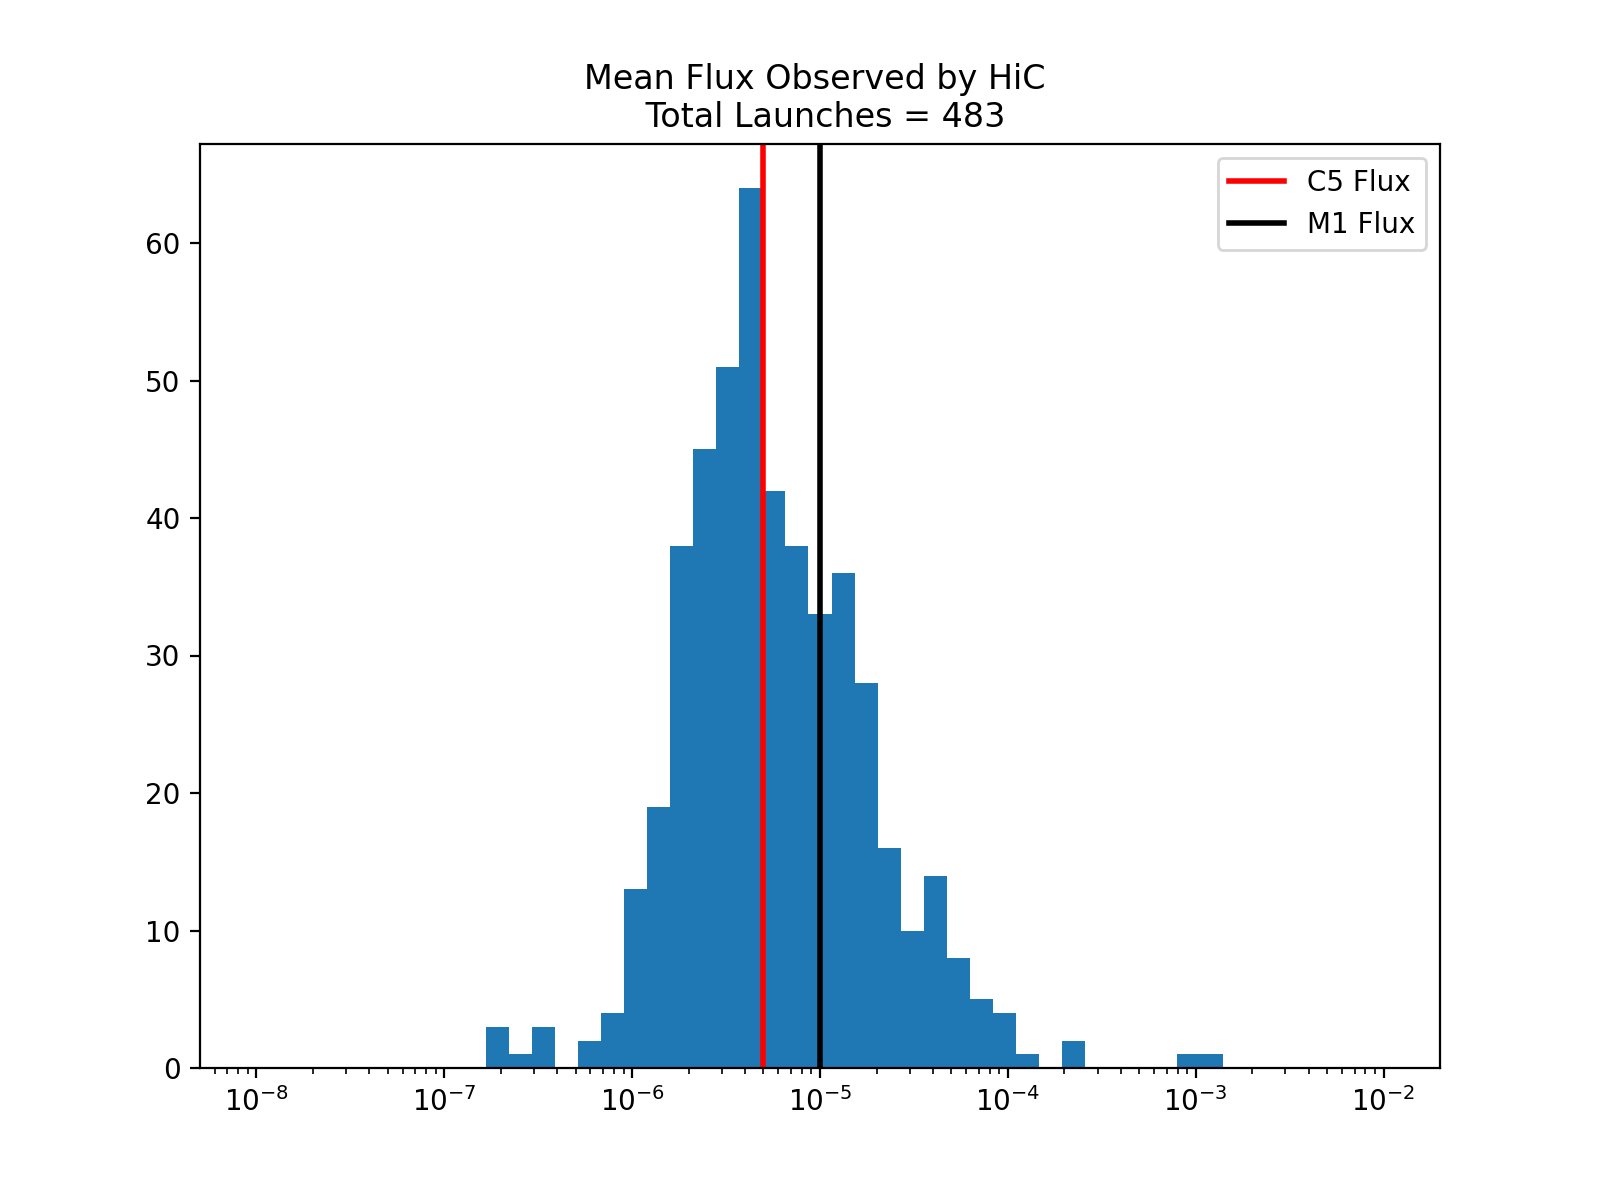 Mean Flux Observed by HiC
Total Launches = 483
C5 Flux
M1 Flux
60
50
40
30
20
10
0
10⁻⁸ 10⁻⁷ 10⁻⁶ 10⁻⁵ 10⁻⁴ 10⁻³ 10⁻²